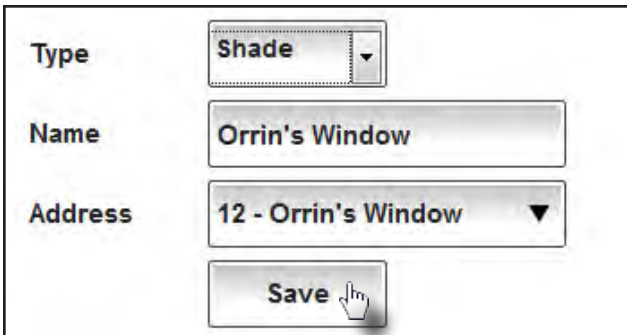 Type Shade
Name Orrin's Window
Address 12 - Orrin's Window
Save